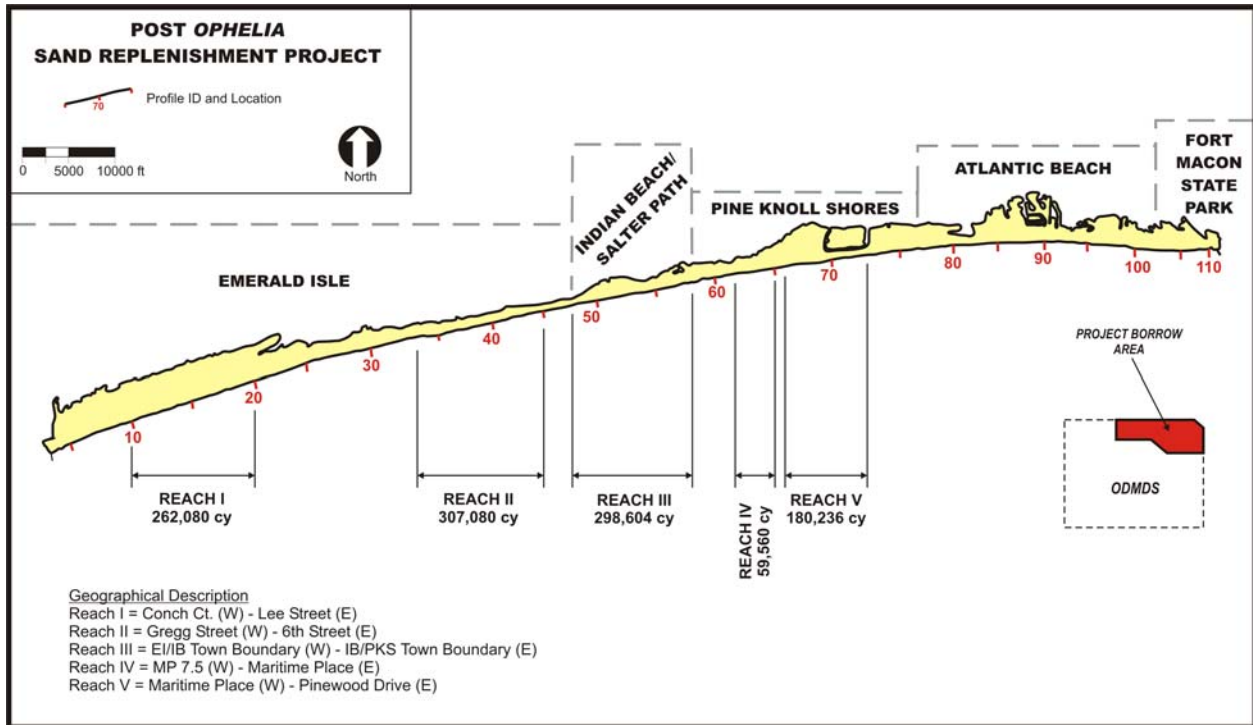 POST OPHELIA
SAND REPLENISHMENT PROJECT
70
Profile ID and Location
0 5000 10000 ft
North
EMERALD ISLE
INDIAN BEACH/
SALTER PATH
PINE KNOLL SHORES
ATLANTIC BEACH
FORT
MACON
STATE
PARK
10
20
30
40
50
60
70
80
90
100
110
PROJECT BORROW
AREA
ODMDS
REACH I
262,080 cy
REACH II
307,080 cy
REACH III
298,604 cy
REACH IV
59,560 cy
REACH V
180,236 cy
Geographical Description
Reach I = Conch Ct. (W) - Lee Street (E)
Reach II = Gregg Street (W) - 6th Street (E)
Reach III = EI/IB Town Boundary (W) - IB/PKS Town Boundary (E)
Reach IV = MP 7.5 (W) - Maritime Place (E)
Reach V = Maritime Place (W) - Pinewood Drive (E)